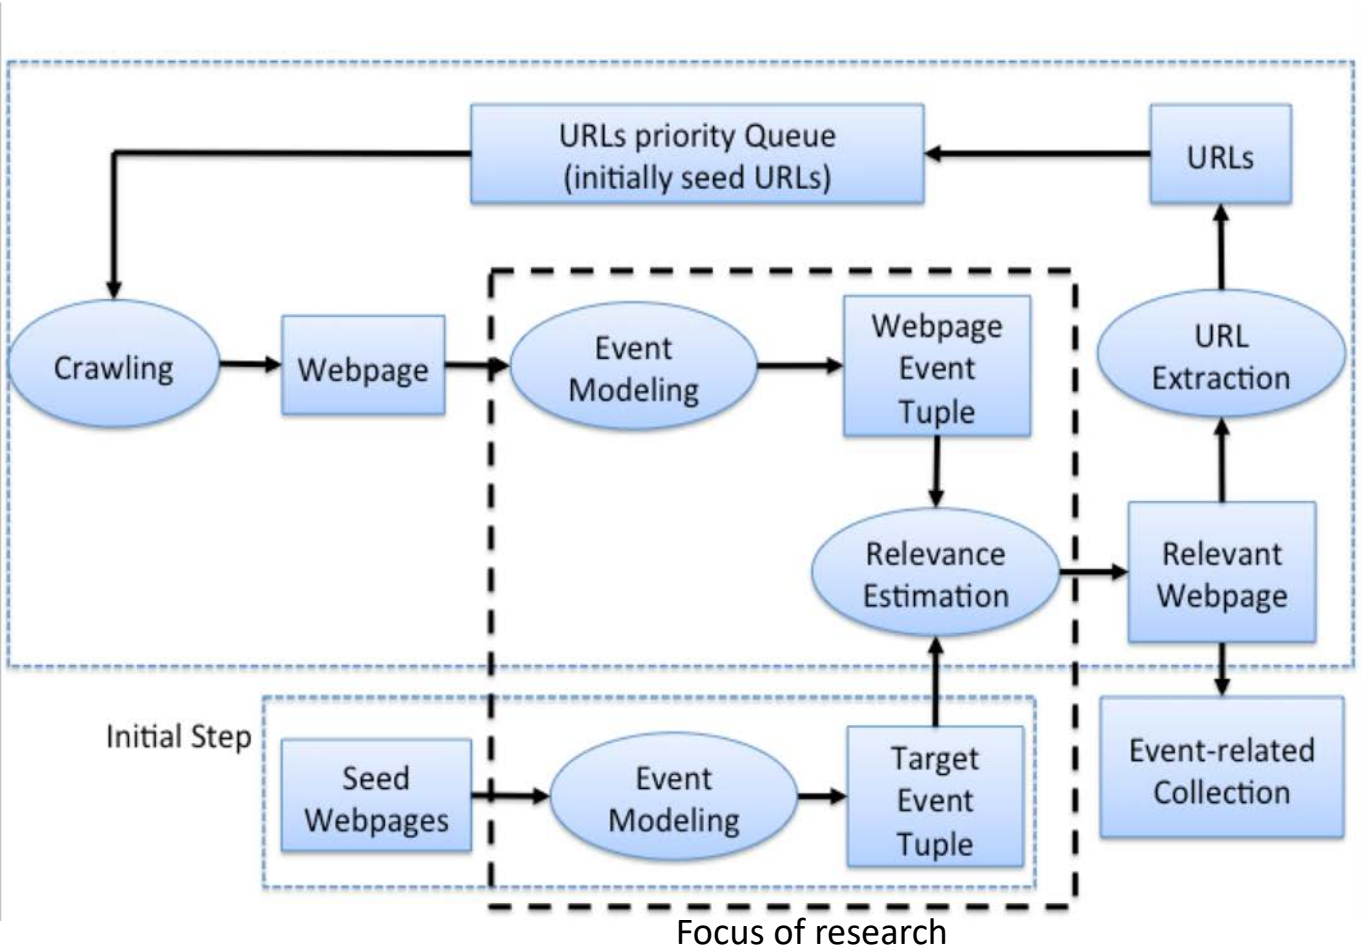 URLs priority Queue
(initially seed URLs)
URLs
Crawling
Webpage
Event
Modeling
Webpage
Event
Tuple
URL
Extraction
Relevance
Estimation
Relevant
Webpage
Initial Step
Seed
Webpages
Event
Modeling
Target
Event
Tuple
Event-related
Collection
Focus of research